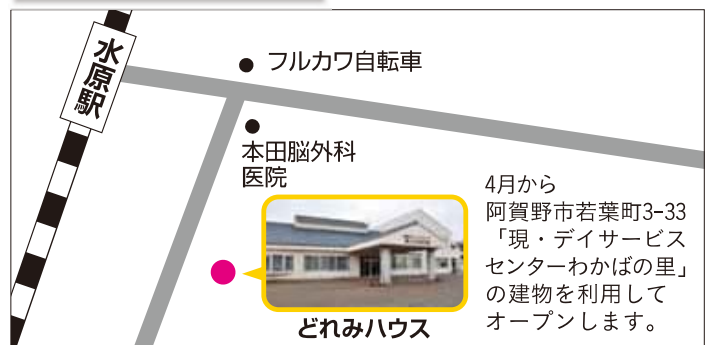 水原駅
フルカワ自転車
本田脳外科
医院
4月から
阿賀野市若葉町3-33
「現・デイサービス
センターわかばの里」
の建物を利用して
オープンします。
どれみハウス